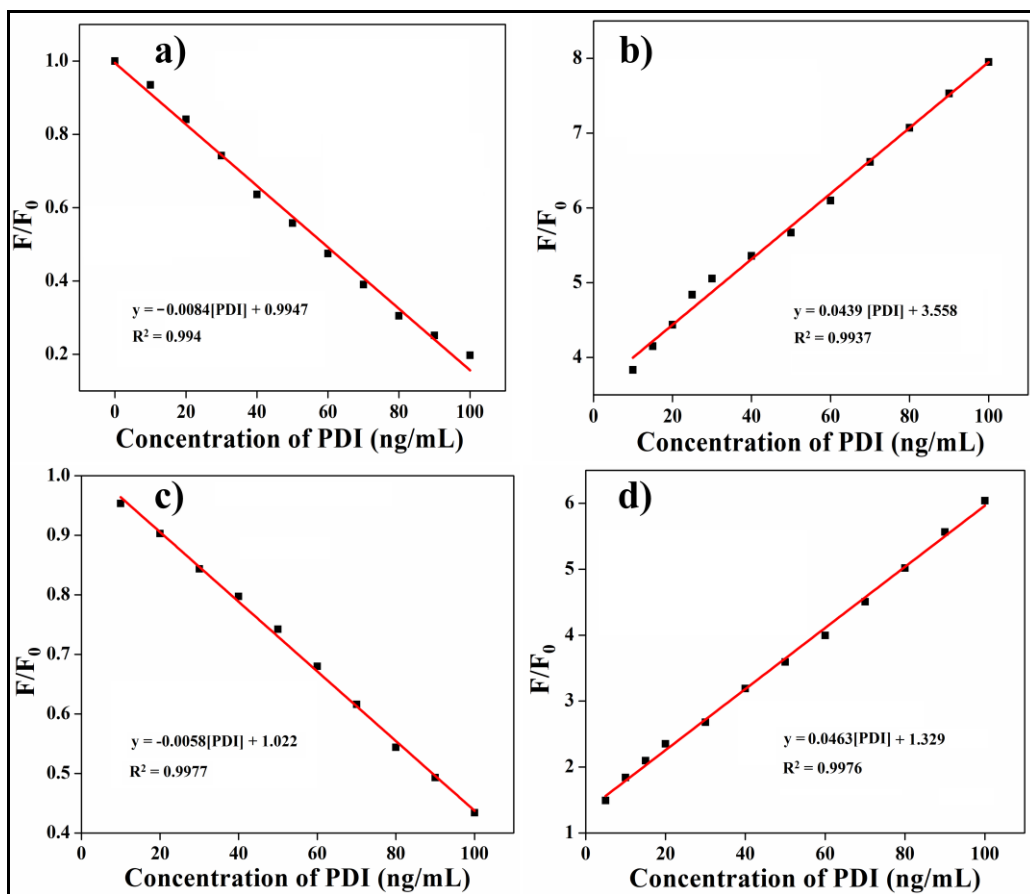 a)
1.0
0.8
0.6
0.4
0.2
F/F₀
y = −0.0084[PDI] + 0.9947
R² = 0.994
0 20 40 60 80 100
Concentration of PDI (ng/mL)
b)
8
7
6
5
4
F/F₀
y = 0.0439 [PDI] + 3.558
R² = 0.9937
0 20 40 60 80 100
Concentration of PDI (ng/mL)
c)
1.0
0.9
0.8
0.7
0.6
0.5
0.4
F/F₀
y = -0.0058[PDI] + 1.022
R² = 0.9977
0 20 40 60 80 100
Concentration of PDI (ng/mL)
d)
6
5
4
3
2
1
F/F₀
y = 0.0463[PDI] + 1.329
R² = 0.9976
0 20 40 60 80 100
Concentration of PDI (ng/mL)